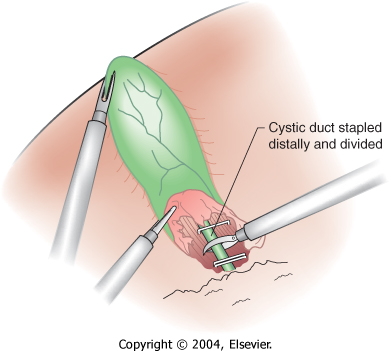 Cystic duct stapled
distally and divided
Copyright © 2004, Elsevier.